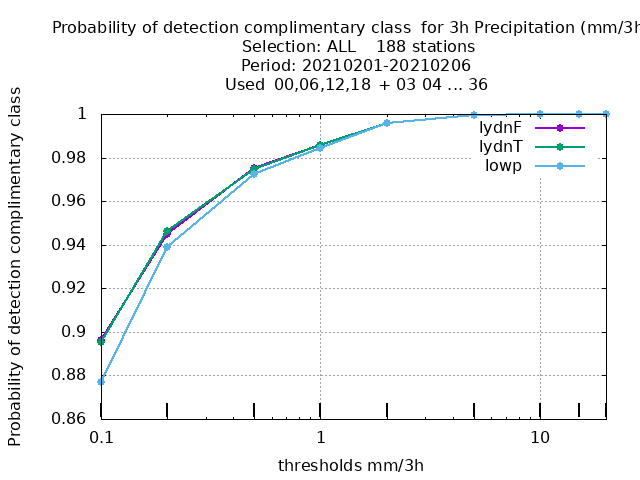 Probability of detection complimentary class  for 3h Precipitation (mm/3h
Selection: ALL    188 stations
Period: 20210201-20210206
Used  00,06,12,18  + 03 04 ... 36
Probability of detection complimentary class
1
0.98
0.96
0.94
0.92
0.9
0.88
0.86
lydnF
lydnT
lowp
0.1
1
10
thresholds mm/3h